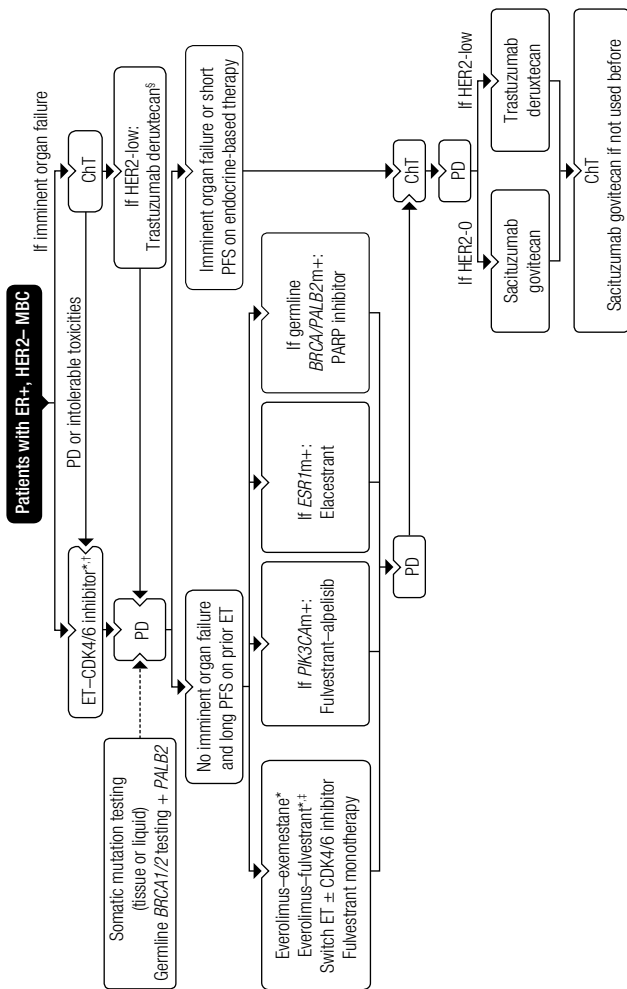 Patients with ER+, HER2– MBC
If imminent organ failure
PD or intolerable toxicities
ET–CDK4/6 inhibitor*,†
ChT
Somatic mutation testing
(tissue or liquid)
Germline BRCA1/2 testing + PALB2
PD
If HER2-low:
Trastuzumab deruxtecan§
No imminent organ failure
and long PFS on prior ET
Imminent organ failure or short
PFS on endocrine-based therapy
Everolimus–exemestane*
Everolimus–fulvestrant*,‡
Switch ET ± CDK4/6 inhibitor
Fulvestrant monotherapy
If PIK3CAm+:
Fulvestrant–alpelisib
If ESR1m+:
Elacestrant
If germline
BRCA/PALB2m+:
PARP inhibitor
PD
ChT
PD
If HER2-0
If HER2-low
Sacituzumab
govitecan
Trastuzumab
deruxtecan
ChT
Sacituzumab govitecan if not used before